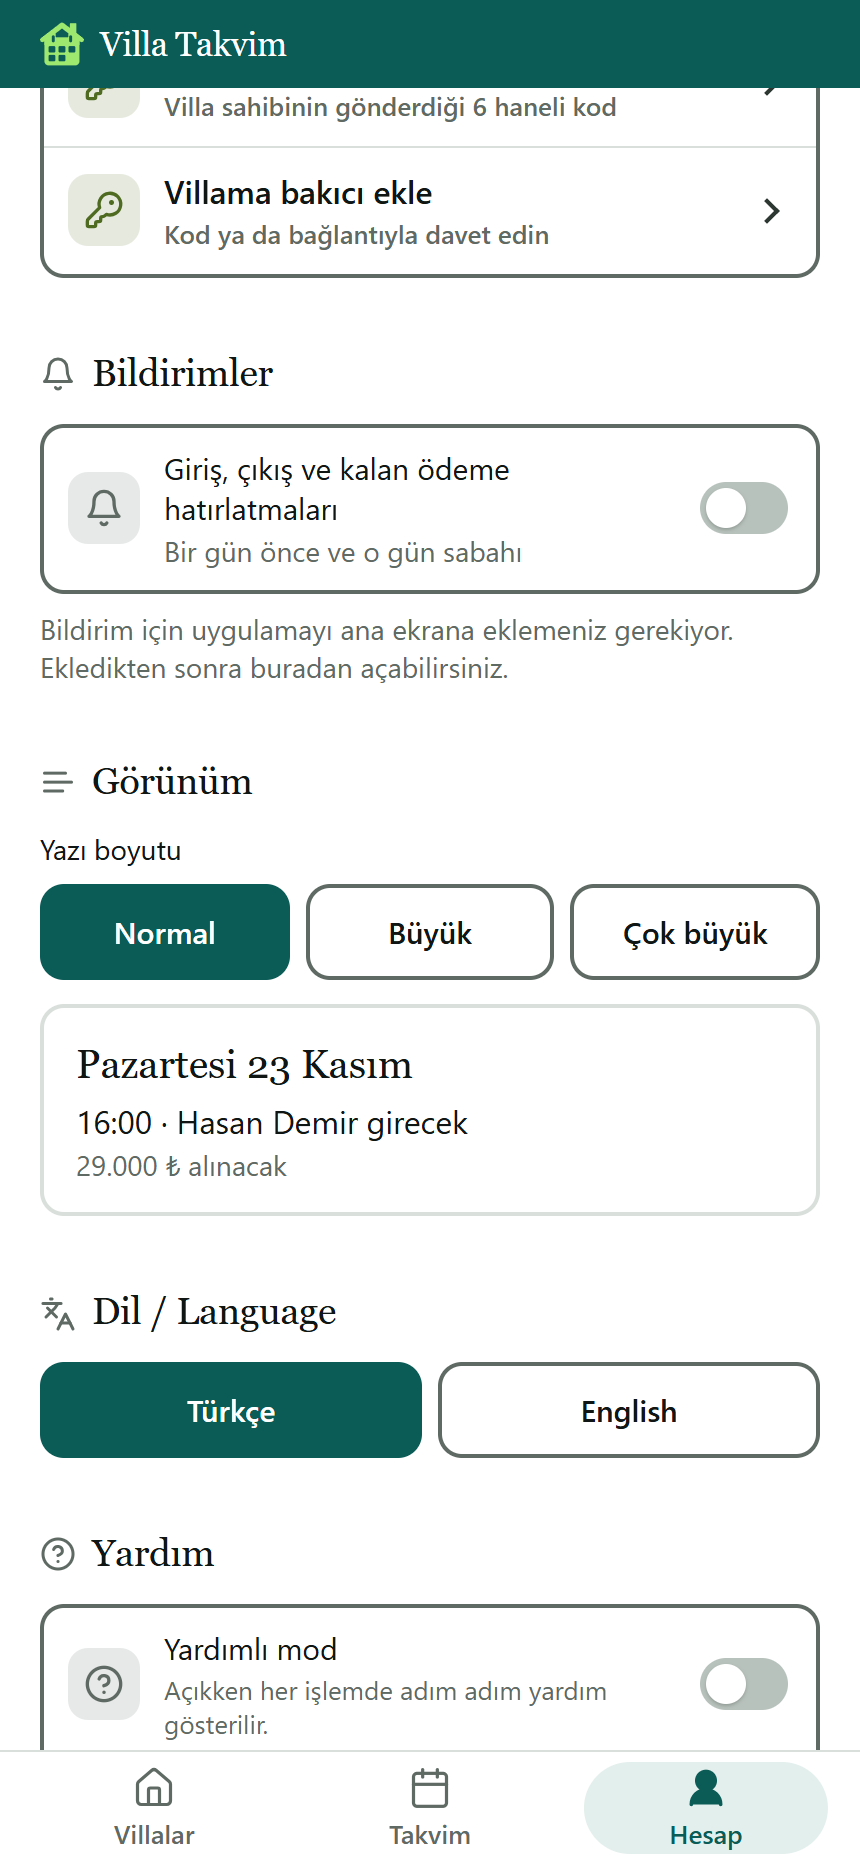 Villa Takvim
Villa sahibinin gönderdiği 6 haneli kod
Villama bakıcı ekle
Kod ya da bağlantıyla davet edin
Bildirimler
Giriş, çıkış ve kalan ödeme
hatırlatmaları
Bir gün önce ve o gün sabahı
Bildirim için uygulamayı ana ekrana eklemeniz gerekiyor.
Ekledikten sonra buradan açabilirsiniz.
Görünüm
Yazı boyutu
Normal
Büyük
Çok büyük
Pazartesi 23 Kasım
16:00 · Hasan Demir girecek
29.000 ₺ alınacak
Dil / Language
Türkçe
English
Yardım
Yardımlı mod
Açıkken her işlemde adım adım yardım
gösterilir.
Villalar
Takvim
Hesap